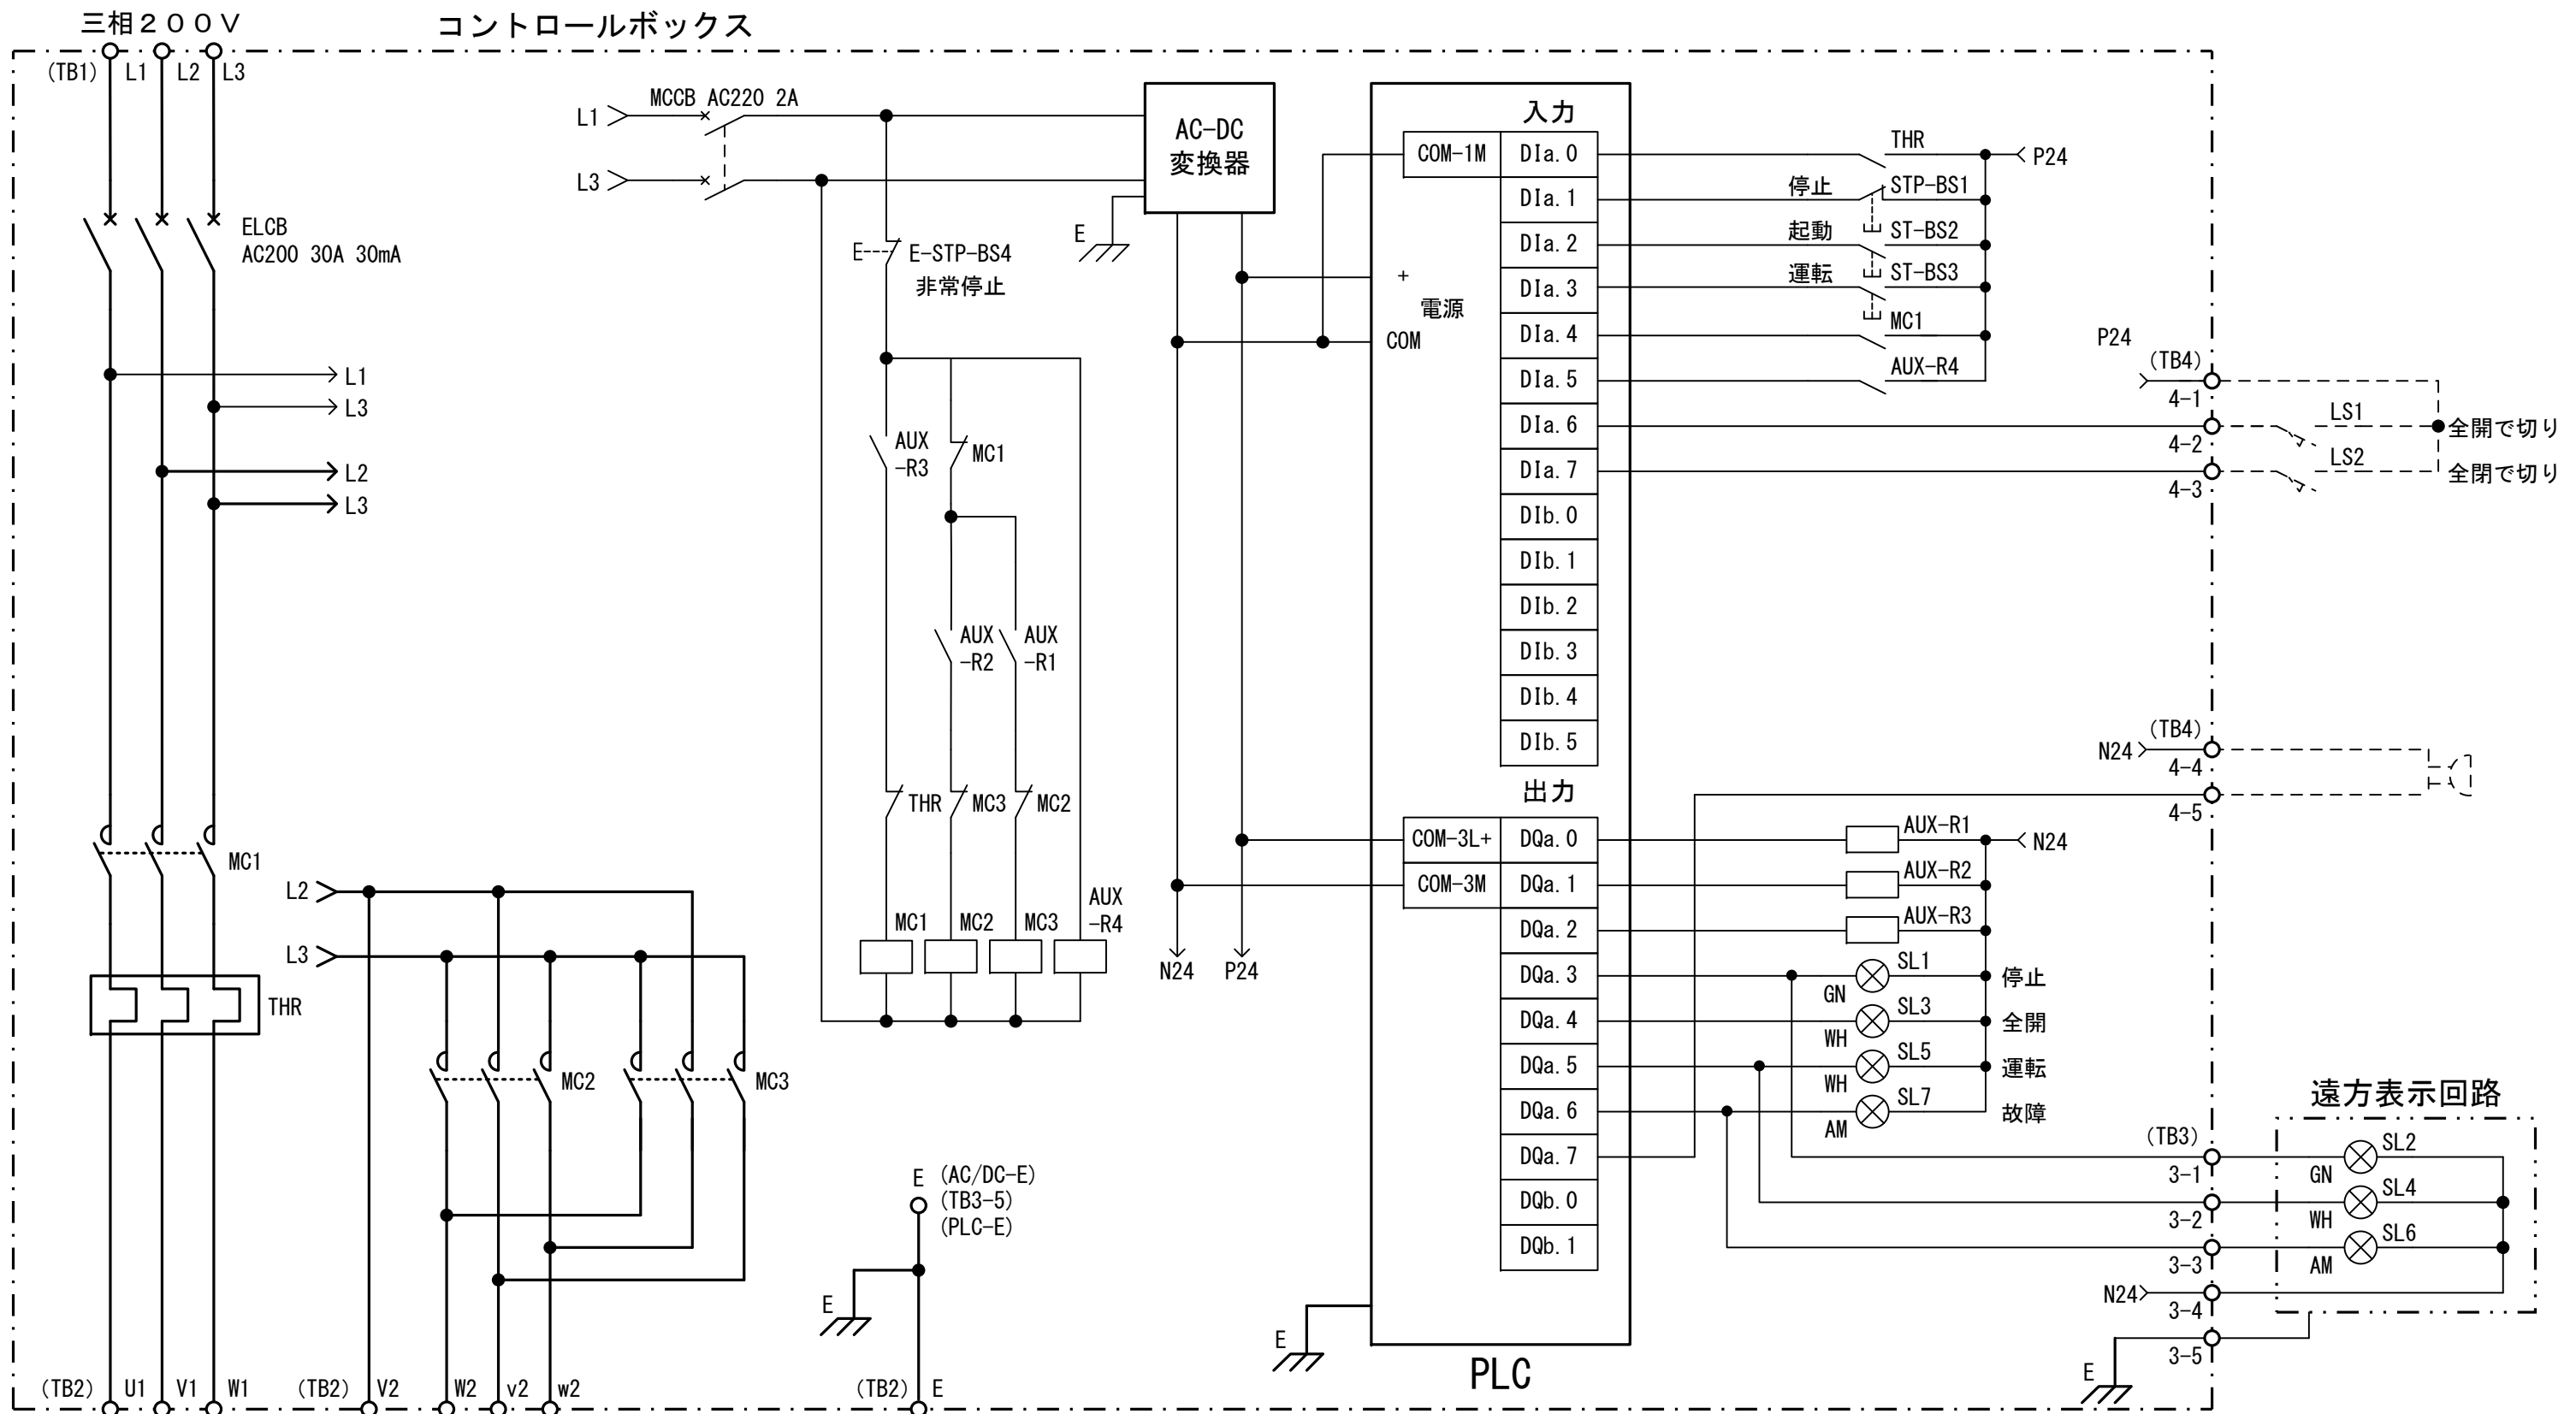 三相２００Ｖ
コントロールボックス
(TB1)
L1
L2
L3
ELCB
AC200 30A 30mA
L1
L3
L2
L3
MC1
THR
L2
L3
MC2
MC3
(TB2)
U1
V1
W1
(TB2)
V2
W2
v2
w2
L1
MCCB AC220 2A
L3
E
E-STP-BS4
非常停止
AUX
-R3
MC1
AUX
-R2
AUX
-R1
THR
MC3
MC2
MC1
MC2
MC3
AUX
-R4
E
(AC/DC-E)
(TB3-5)
(PLC-E)
E
(TB2)
E
AC-DC
変換器
E
N24
P24
入力
COM-1M
DIa.0
DIa.1
DIa.2
DIa.3
DIa.4
DIa.5
DIa.6
DIa.7
DIb.0
DIb.1
DIb.2
DIb.3
DIb.4
DIb.5
+
電源
COM
出力
COM-3L+
DQa.0
COM-3M
DQa.1
DQa.2
DQa.3
DQa.4
DQa.5
DQa.6
DQa.7
DQb.0
DQb.1
E
PLC
THR
P24
停止
STP-BS1
起動
ST-BS2
運転
ST-BS3
MC1
AUX-R4
P24
(TB4)
4-1
4-2
4-3
LS1
全開で切り
LS2
全閉で切り
(TB4)
N24
4-4
4-5
AUX-R1
N24
AUX-R2
AUX-R3
SL1
GN
停止
SL3
WH
全開
SL5
WH
運転
SL7
AM
故障
遠方表示回路
(TB3)
3-1
SL2
GN
3-2
SL4
WH
3-3
SL6
AM
N24
3-4
3-5
E